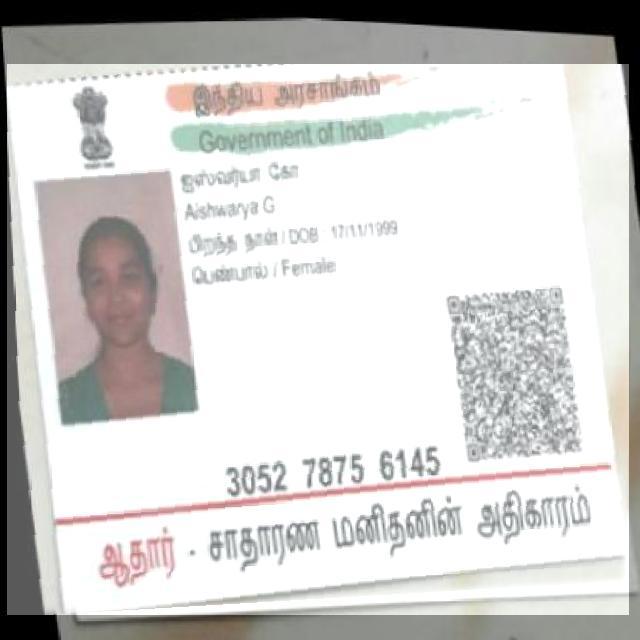 இந்திய அரசாங்கம்
Government of India
ஐஸ்வர்யா கோ
Aishwarya G
பிறந்த நாள் / DOB : 17/11/1999
பெண்பால் / Female
3052 7875 6145
ஆதார் - சாதாரண மனிதனின் அதிகாரம்